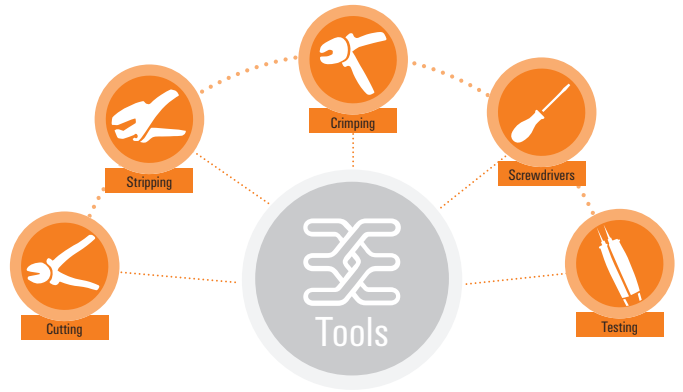 Crimping
Stripping
Screwdrivers
Cutting
Tools
Testing